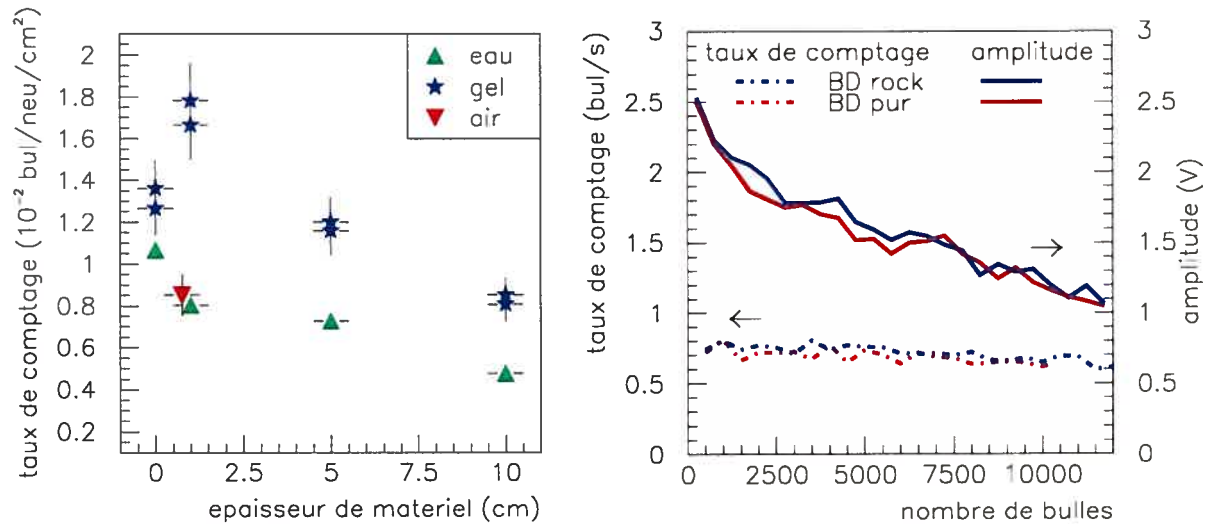 taux de comptage (10⁻² bul/neu/cm²)
2
1.8
1.6
1.4
1.2
1
0.8
0.6
0.4
0.2
eau
gel
air
0 2.5 5 7.5 10
epaisseur de materiel (cm)
taux de comptage (bul/s)
3
2.5
2
1.5
1
0.5
0
taux de comptage amplitude
BD rock
BD pur
0 2500 5000 7500 10000
nombre de bulles
3
2.5
2
1.5
1
0.5
0
amplitude (V)